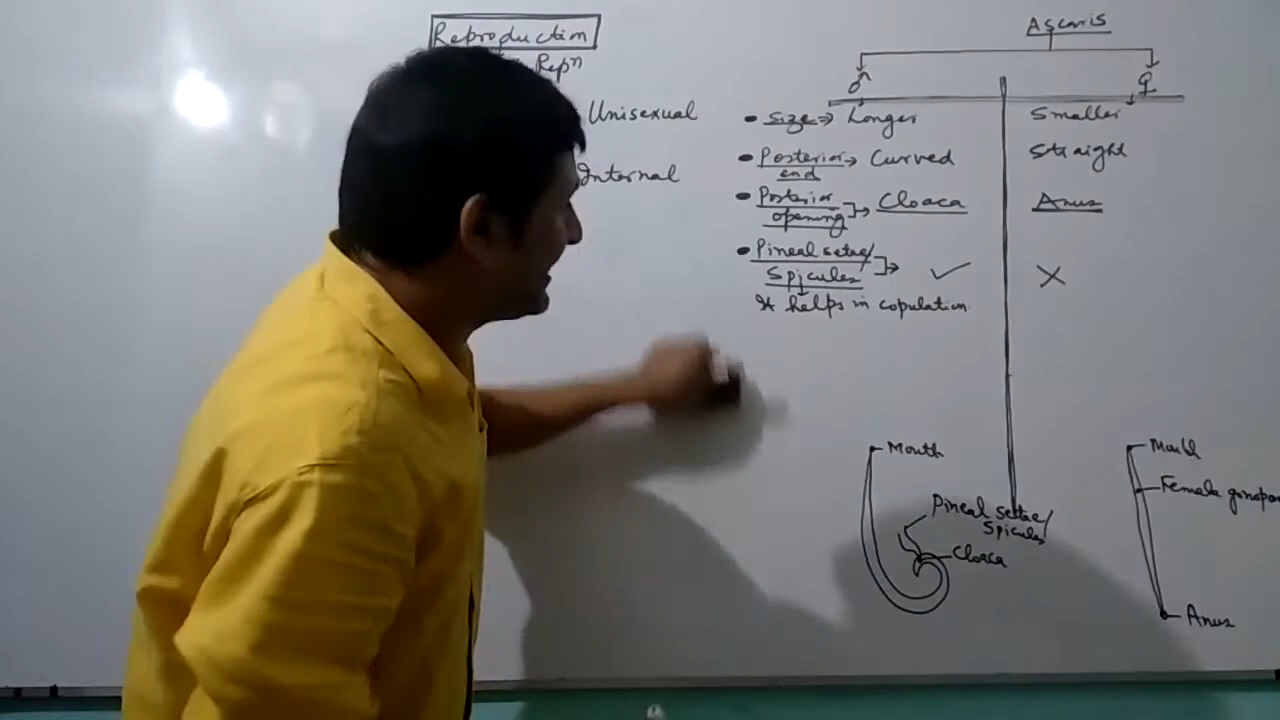 Reproduction
Repⁿ
Unisexual
Internal
Ascaris
♂ ♀
• Size → Longer Smaller
• Posterior end → Curved Straight
• Posterior opening → Cloaca Anus
• Pineal setae/ Spicules → ✓ ✗
It helps in copulation.
Mouth
Pineal setae/
Spicules
Cloaca
Mouth
Female
Anus